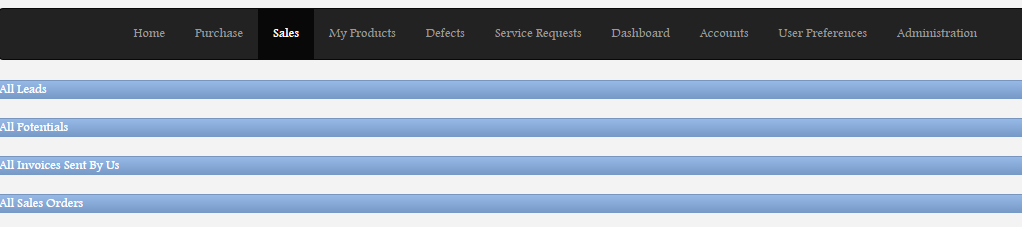 Home Purchase Sales My Products Defects Service Requests Dashboard Accounts User Preferences Administration
All Leads
All Potentials
All Invoices Sent By Us
All Sales Orders